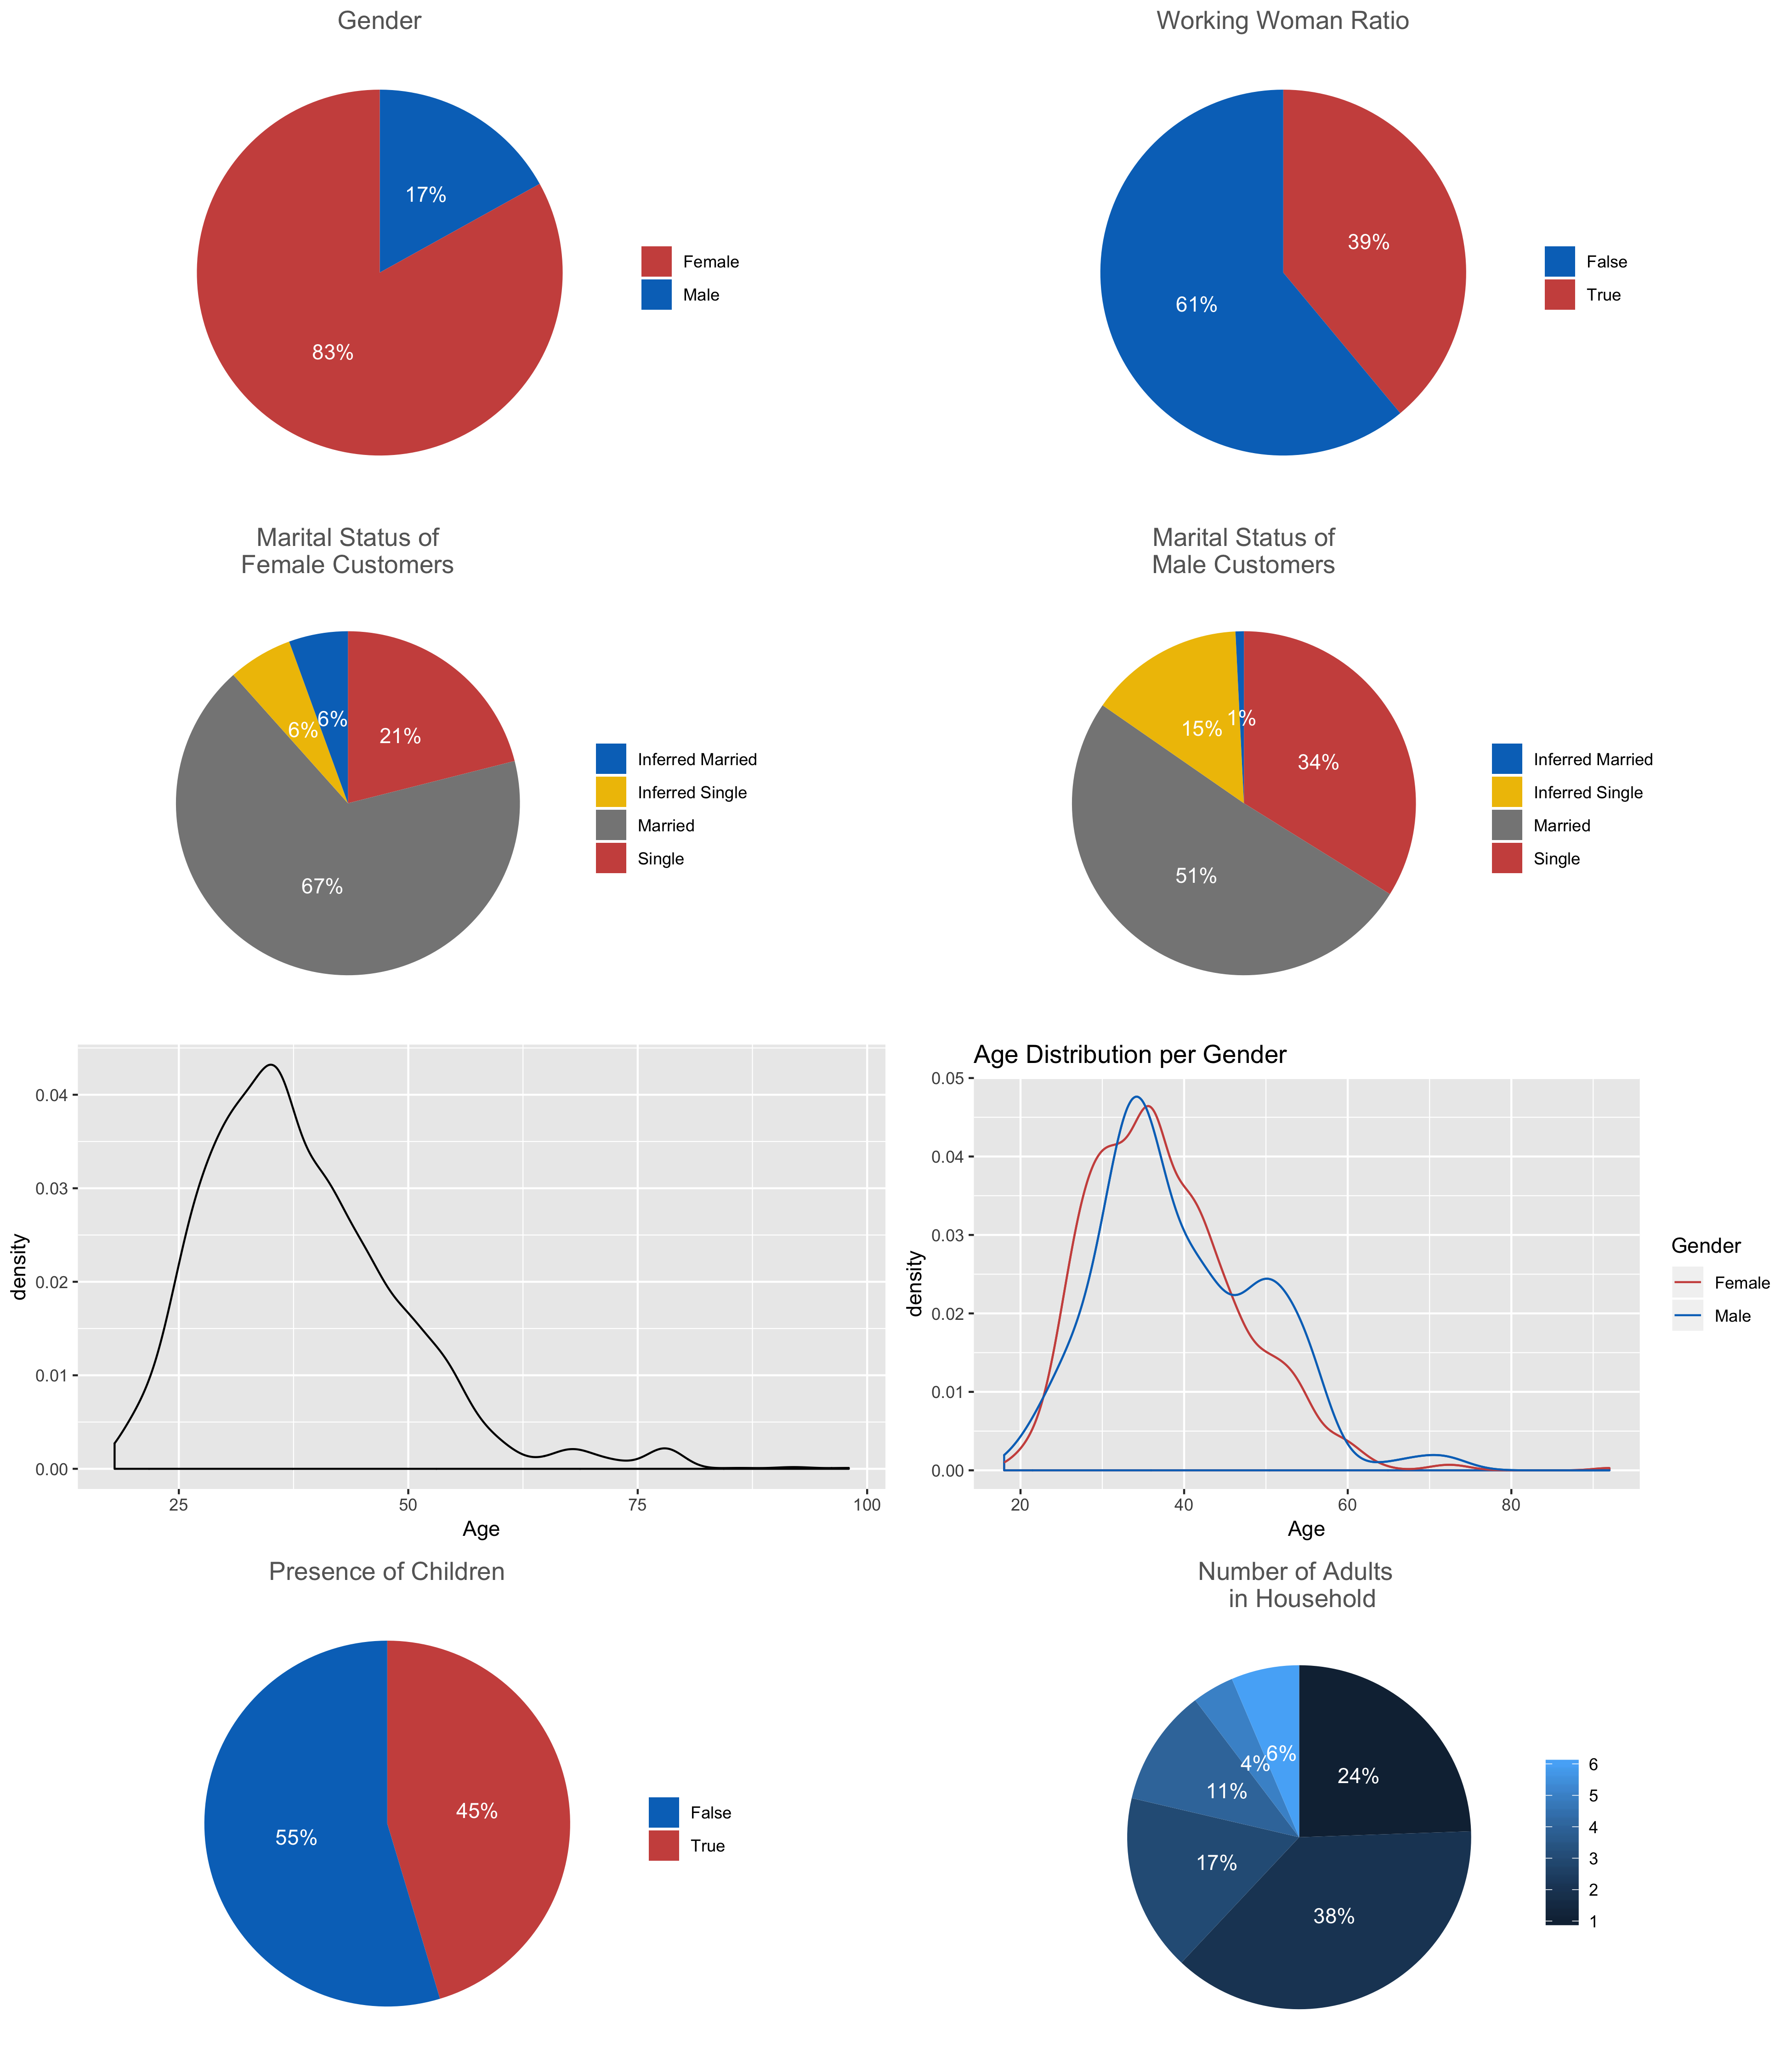 Gender
17%
83%
Female
Male
Working Woman Ratio
39%
61%
False
True
Marital Status of
Female Customers
6%
6%
21%
67%
Inferred Married
Inferred Single
Married
Single
Marital Status of
Male Customers
15%
1%
34%
51%
Inferred Married
Inferred Single
Married
Single
density
0.04
0.03
0.02
0.01
0.00
25
50
75
100
Age
Age Distribution per Gender
density
0.05
0.04
0.03
0.02
0.01
0.00
20
40
60
80
Age
Gender
Female
Male
Presence of Children
45%
55%
False
True
Number of Adults
in Household
4%
6%
24%
11%
17%
38%
6
5
4
3
2
1